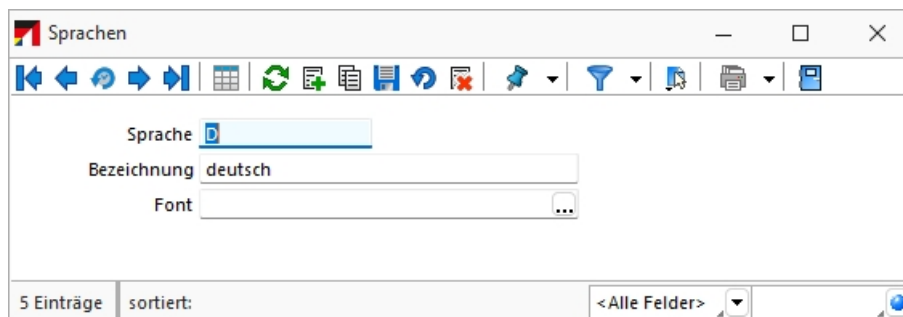 Sprachen
Sprache D
Bezeichnung deutsch
Font ...
5 Einträge sortiert: <Alle Felder>